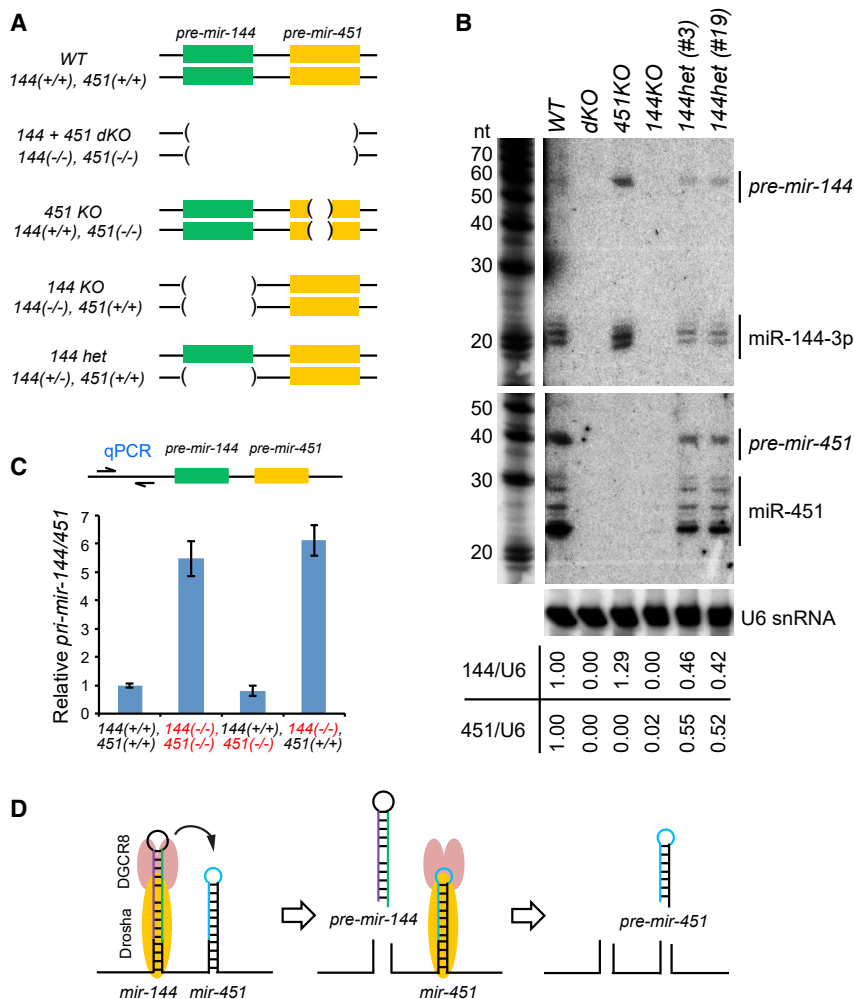 A
pre-mir-144 pre-mir-451
WT
144(+/+), 451(+/+)
144 + 451 dKO
144(-/-), 451(-/-)
451 KO
144(+/+), 451(-/-)
144 KO
144(-/-), 451(+/+)
144 het
144(+/-), 451(+/+)
B
nt WT dKO 451KO 144KO 144het (#3) 144het (#19)
70
60
50
40
30
20
pre-mir-144
miR-144-3p
50
40
30
20
pre-mir-451
miR-451
U6 snRNA
144/U6 1.00 0.00 1.29 0.00 0.46 0.42
451/U6 1.00 0.00 0.00 0.02 0.55 0.52
C
qPCR pre-mir-144 pre-mir-451
Relative pri-mir-144/451
7
6
5
4
3
2
1
0
144(+/+), 144(-/-), 144(+/+), 144(-/-),
451(+/+) 451(-/-) 451(-/-) 451(+/+)
D
DGCR8
Drosha
mir-144 mir-451
pre-mir-144
mir-451
pre-mir-451